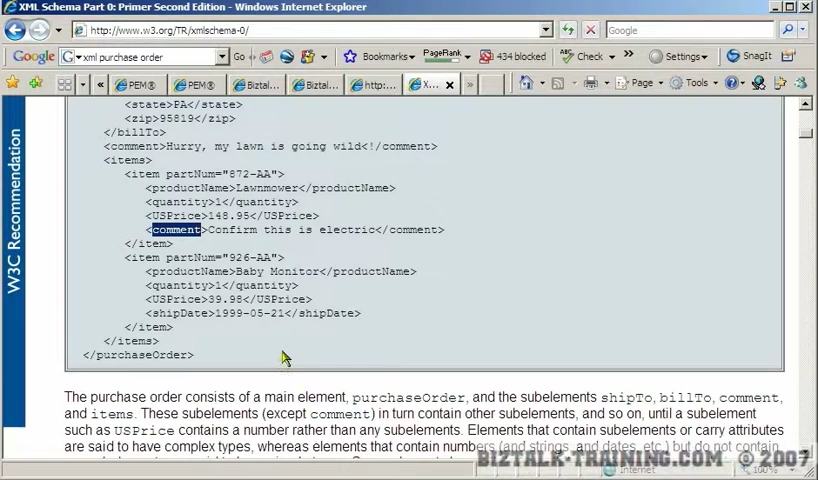 XML Schema Part 0: Primer Second Edition - Windows Internet Explorer
http://www.w3.org/TR/xmlschema-0/
Google
Google
xml purchase order
Go
Bookmarks
PageRank
434 blocked
Check
Settings
SnagIt
PEM®
PEM®
Biztal...
Biztal...
http:...
X...
Page
Tools
W3C Recommendation
<state>PA</state>
<zip>95819</zip>
</billTo>
<comment>Hurry, my lawn is going wild<!/comment>
<items>
<item partNum="872-AA">
<productName>Lawnmower</productName>
<quantity>1</quantity>
<USPrice>148.95</USPrice>
<comment>Confirm this is electric</comment>
</item>
<item partNum="926-AA">
<productName>Baby Monitor</productName>
<quantity>1</quantity>
<USPrice>39.98</USPrice>
<shipDate>1999-05-21</shipDate>
</item>
</items>
</purchaseOrder>
The purchase order consists of a main element, purchaseOrder, and the subelements shipTo, billTo, comment,
and items. These subelements (except comment) in turn contain other subelements, and so on, until a subelement
such as USPrice contains a number rather than any subelements. Elements that contain subelements or carry attributes
are said to have complex types, whereas elements that contain numbers (and strings, and dates, etc.) but do not contain
BIZTALK-TRAINING.COM © 2007
Internet
100%